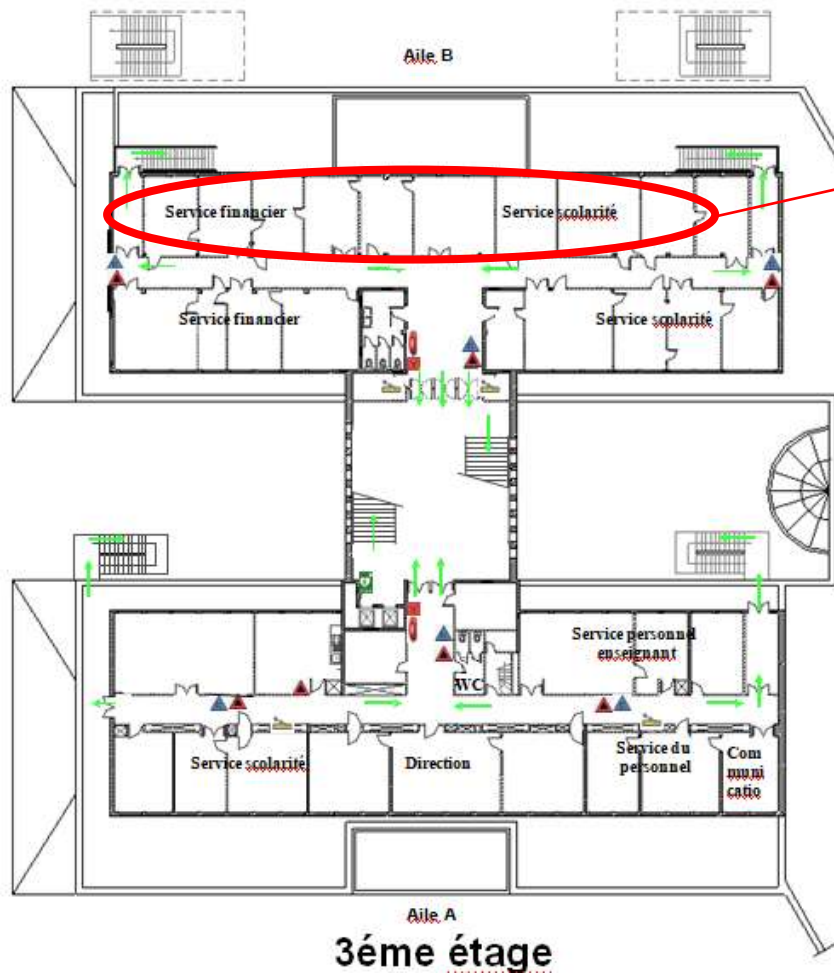 Aile B
Service financier
Service scolarité
Service financier
Service scolarité
Service personnel
enseignant
WC
Service scolarité
Direction
Service du
personnel
Com
muni
catio
Aile A
3éme étage